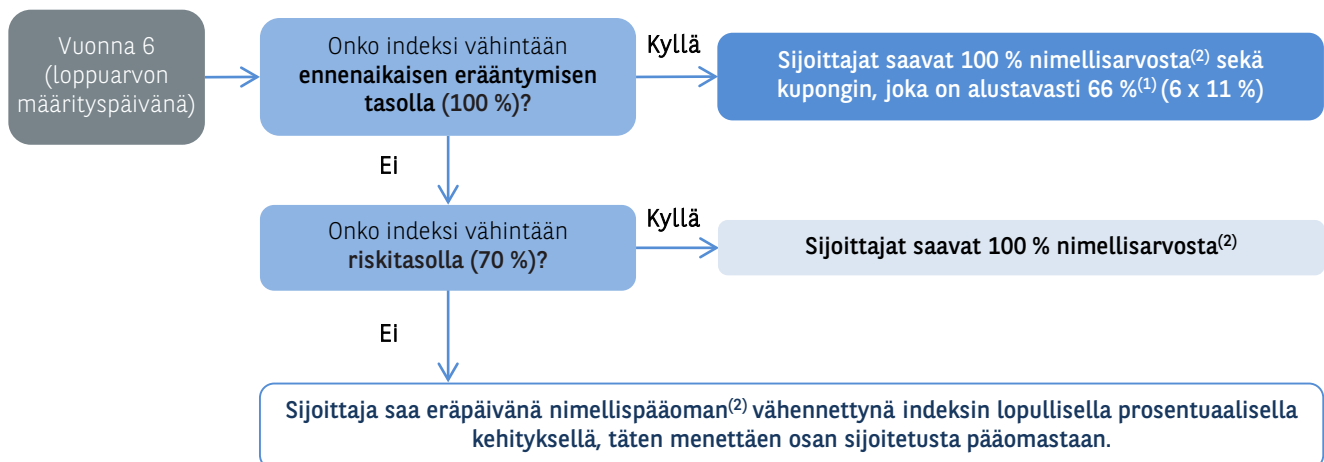 Vuonna 6
(loppuarvon
määrityspäivänä)
Onko indeksi vähintään
ennenaikaisen erääntymisen
tasolla (100 %)?
Kyllä
Sijoittajat saavat 100 % nimellisarvosta(2) sekä
kupongin, joka on alustavasti 66 %(1) (6 x 11 %)
Ei
Onko indeksi vähintään
riskitasolla (70 %)?
Kyllä
Sijoittajat saavat 100 % nimellisarvosta(2)
Ei
Sijoittaja saa eräpäivänä nimellispääoman(2) vähennettynä indeksin lopullisella prosentuaalisella
kehityksellä, täten menettäen osan sijoitetusta pääomastaan.